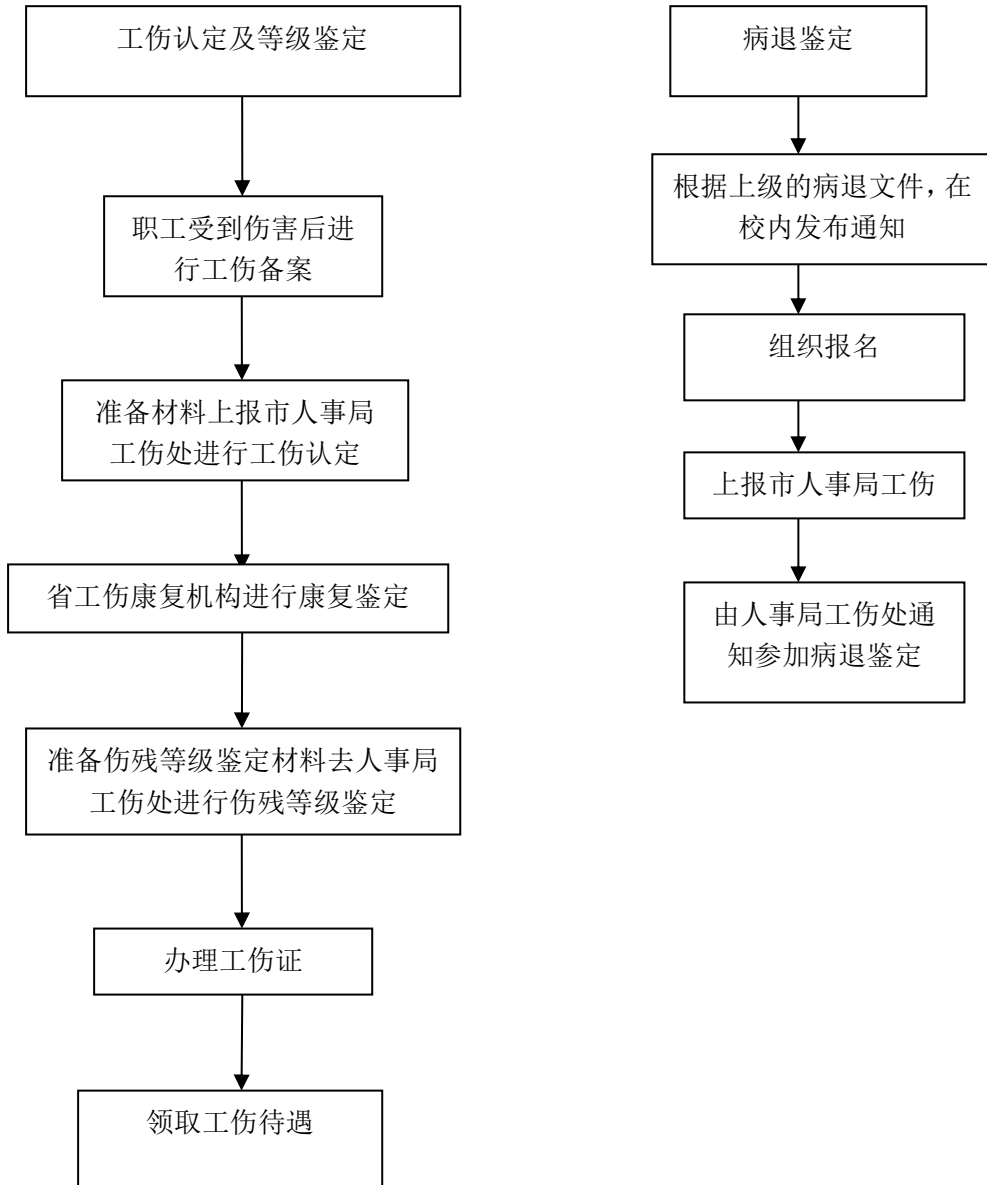 工伤认定及等级鉴定
职工受到伤害后进
行工伤备案
准备材料上报市人事局
工伤处进行工伤认定
省工伤康复机构进行康复鉴定
准备伤残等级鉴定材料去人事局
工伤处进行伤残等级鉴定
办理工伤证
领取工伤待遇
病退鉴定
根据上级的病退文件，在
校内发布通知
组织报名
上报市人事局工伤
由人事局工伤处通
知参加病退鉴定